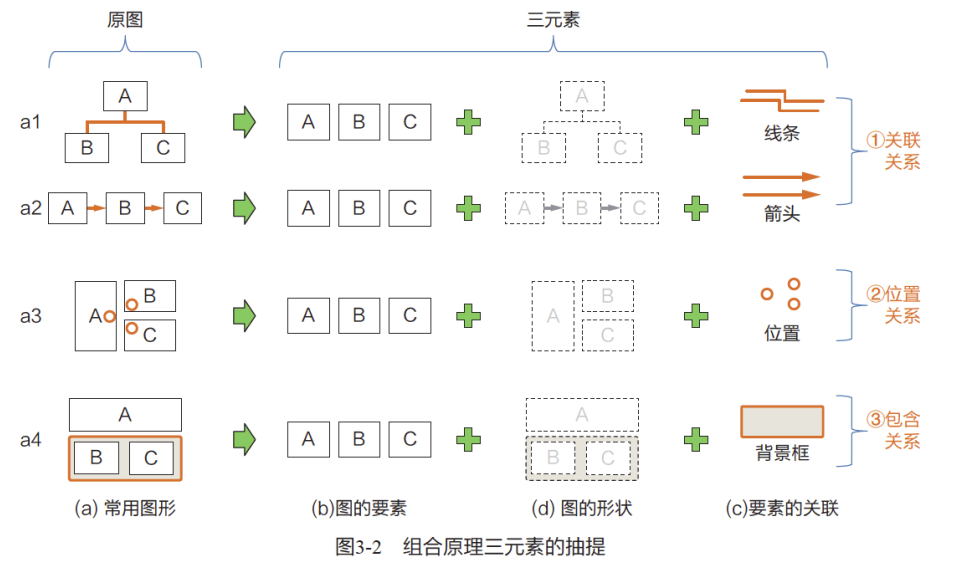 原图
三元素
a1
A
B
C
A B C
A
B
C
线条
①关联
关系
a2
A B C
A B C
A B C
箭头
a3
A
B
C
A B C
A
B
C
位置
②位置
关系
a4
A
B C
A B C
A
B C
背景框
③包含
关系
(a) 常用图形
(b)图的要素
(d) 图的形状
(c)要素的关联
图3-2 组合原理三元素的抽提